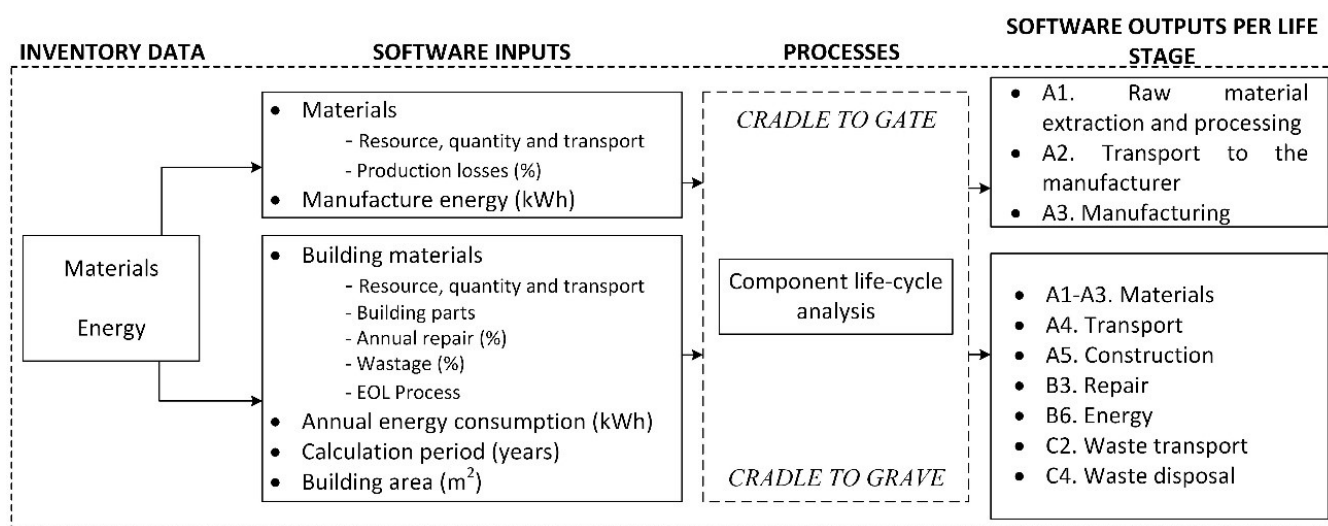 INVENTORY DATA
SOFTWARE INPUTS
PROCESSES
SOFTWARE OUTPUTS PER LIFE
STAGE
Materials
Energy
• Materials
- Resource, quantity and transport
- Production losses (%)
• Manufacture energy (kWh)
• Building materials
- Resource, quantity and transport
- Building parts
- Annual repair (%)
- Wastage (%)
- EOL Process
• Annual energy consumption (kWh)
• Calculation period (years)
• Building area (m²)
CRADLE TO GATE
Component life-cycle
analysis
CRADLE TO GRAVE
• A1. Raw material
extraction and processing
• A2. Transport to the
manufacturer
• A3. Manufacturing
• A1-A3. Materials
• A4. Transport
• A5. Construction
• B3. Repair
• B6. Energy
• C2. Waste transport
• C4. Waste disposal